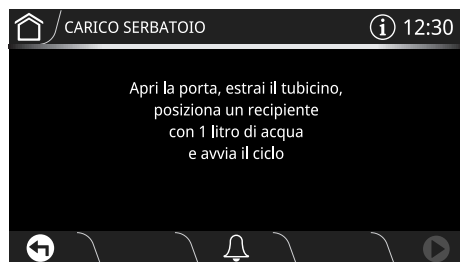 CARICO SERBATOIO
i 12:30
Apri la porta, estrai il tubicino,
posiziona un recipiente
con 1 litro di acqua
e avvia il ciclo